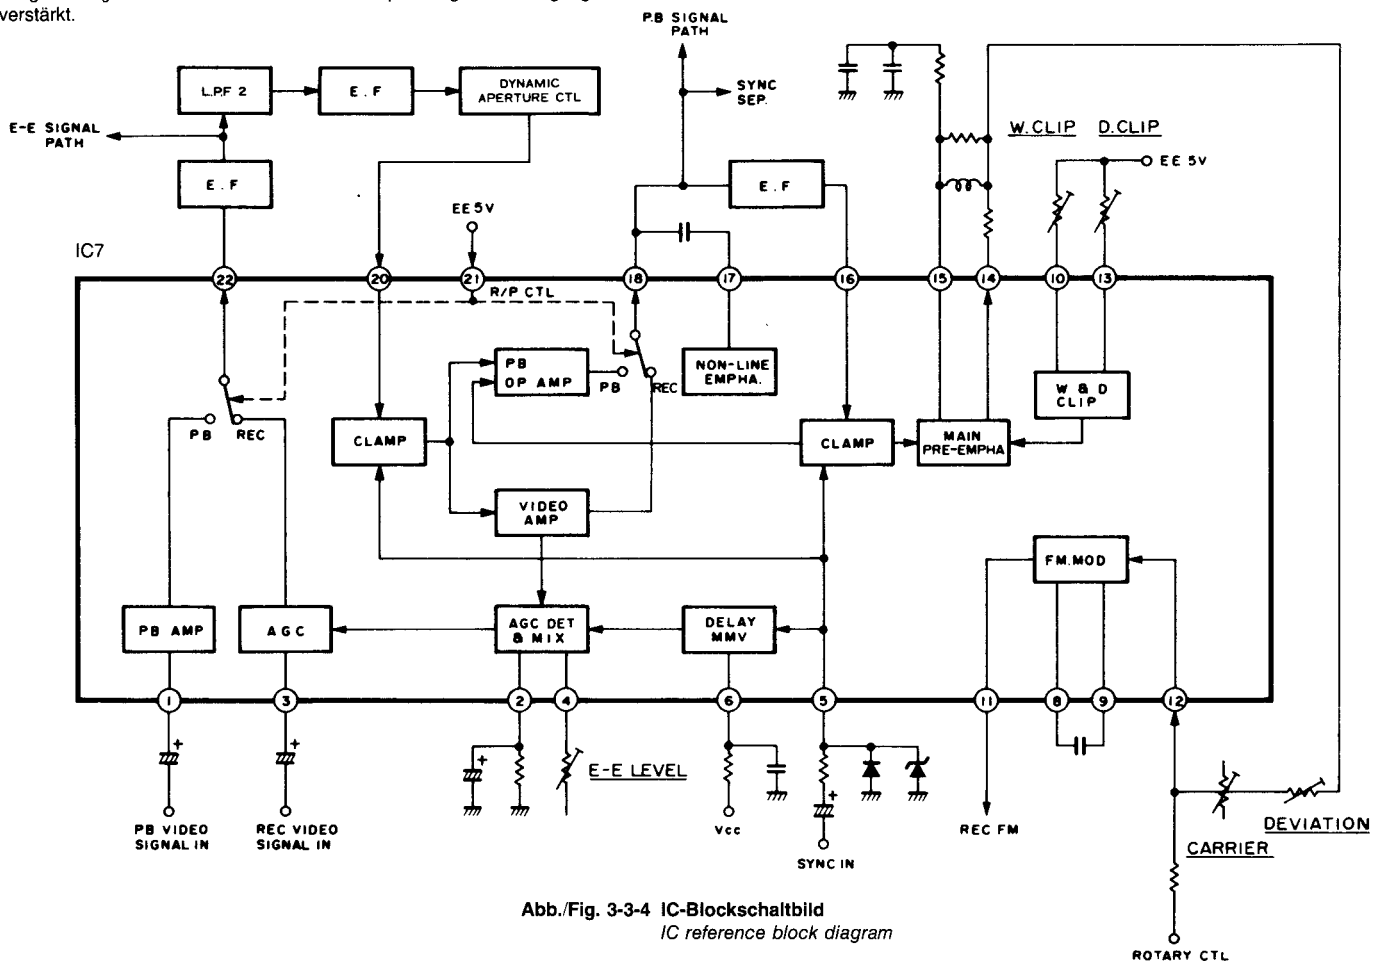 verstärkt.
P.B SIGNAL
PATH
L.P.F 2
E.F
DYNAMIC
APERTURE CTL
SYNC
SEP.
E-E SIGNAL
PATH
W.CLIP D.CLIP
EE 5V
E.F
E.F
EE 5V
IC7
22
20
21
18
17
16
15
14
10
13
R/P CTL
PB
OP AMP
PB
REC
NON-LINE
EMPHA.
W & D
CLIP
PB
REC
CLAMP
CLAMP
MAIN
PRE-EMPHA
VIDEO
AMP
FM.MOD
PB AMP
AGC
AGC DET
& MIX
DELAY
MMV
1
3
2
4
6
5
11
8
9
12
+
+
+
+
E-E LEVEL
PB VIDEO
SIGNAL IN
REC VIDEO
SIGNAL IN
Vcc
SYNC IN
REC FM
DEVIATION
CARRIER
ROTARY CTL
Abb./Fig. 3-3-4 IC-Blockschaltbild
IC reference block diagram